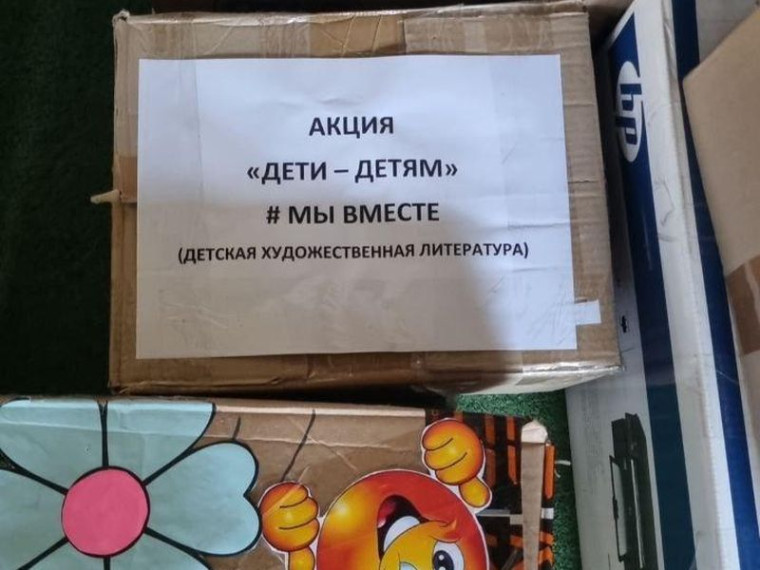 АКЦИЯ
«ДЕТИ – ДЕТЯМ»
# МЫ ВМЕСТЕ
(ДЕТСКАЯ ХУДОЖЕСТВЕННАЯ ЛИТЕРАТУРА)
hp